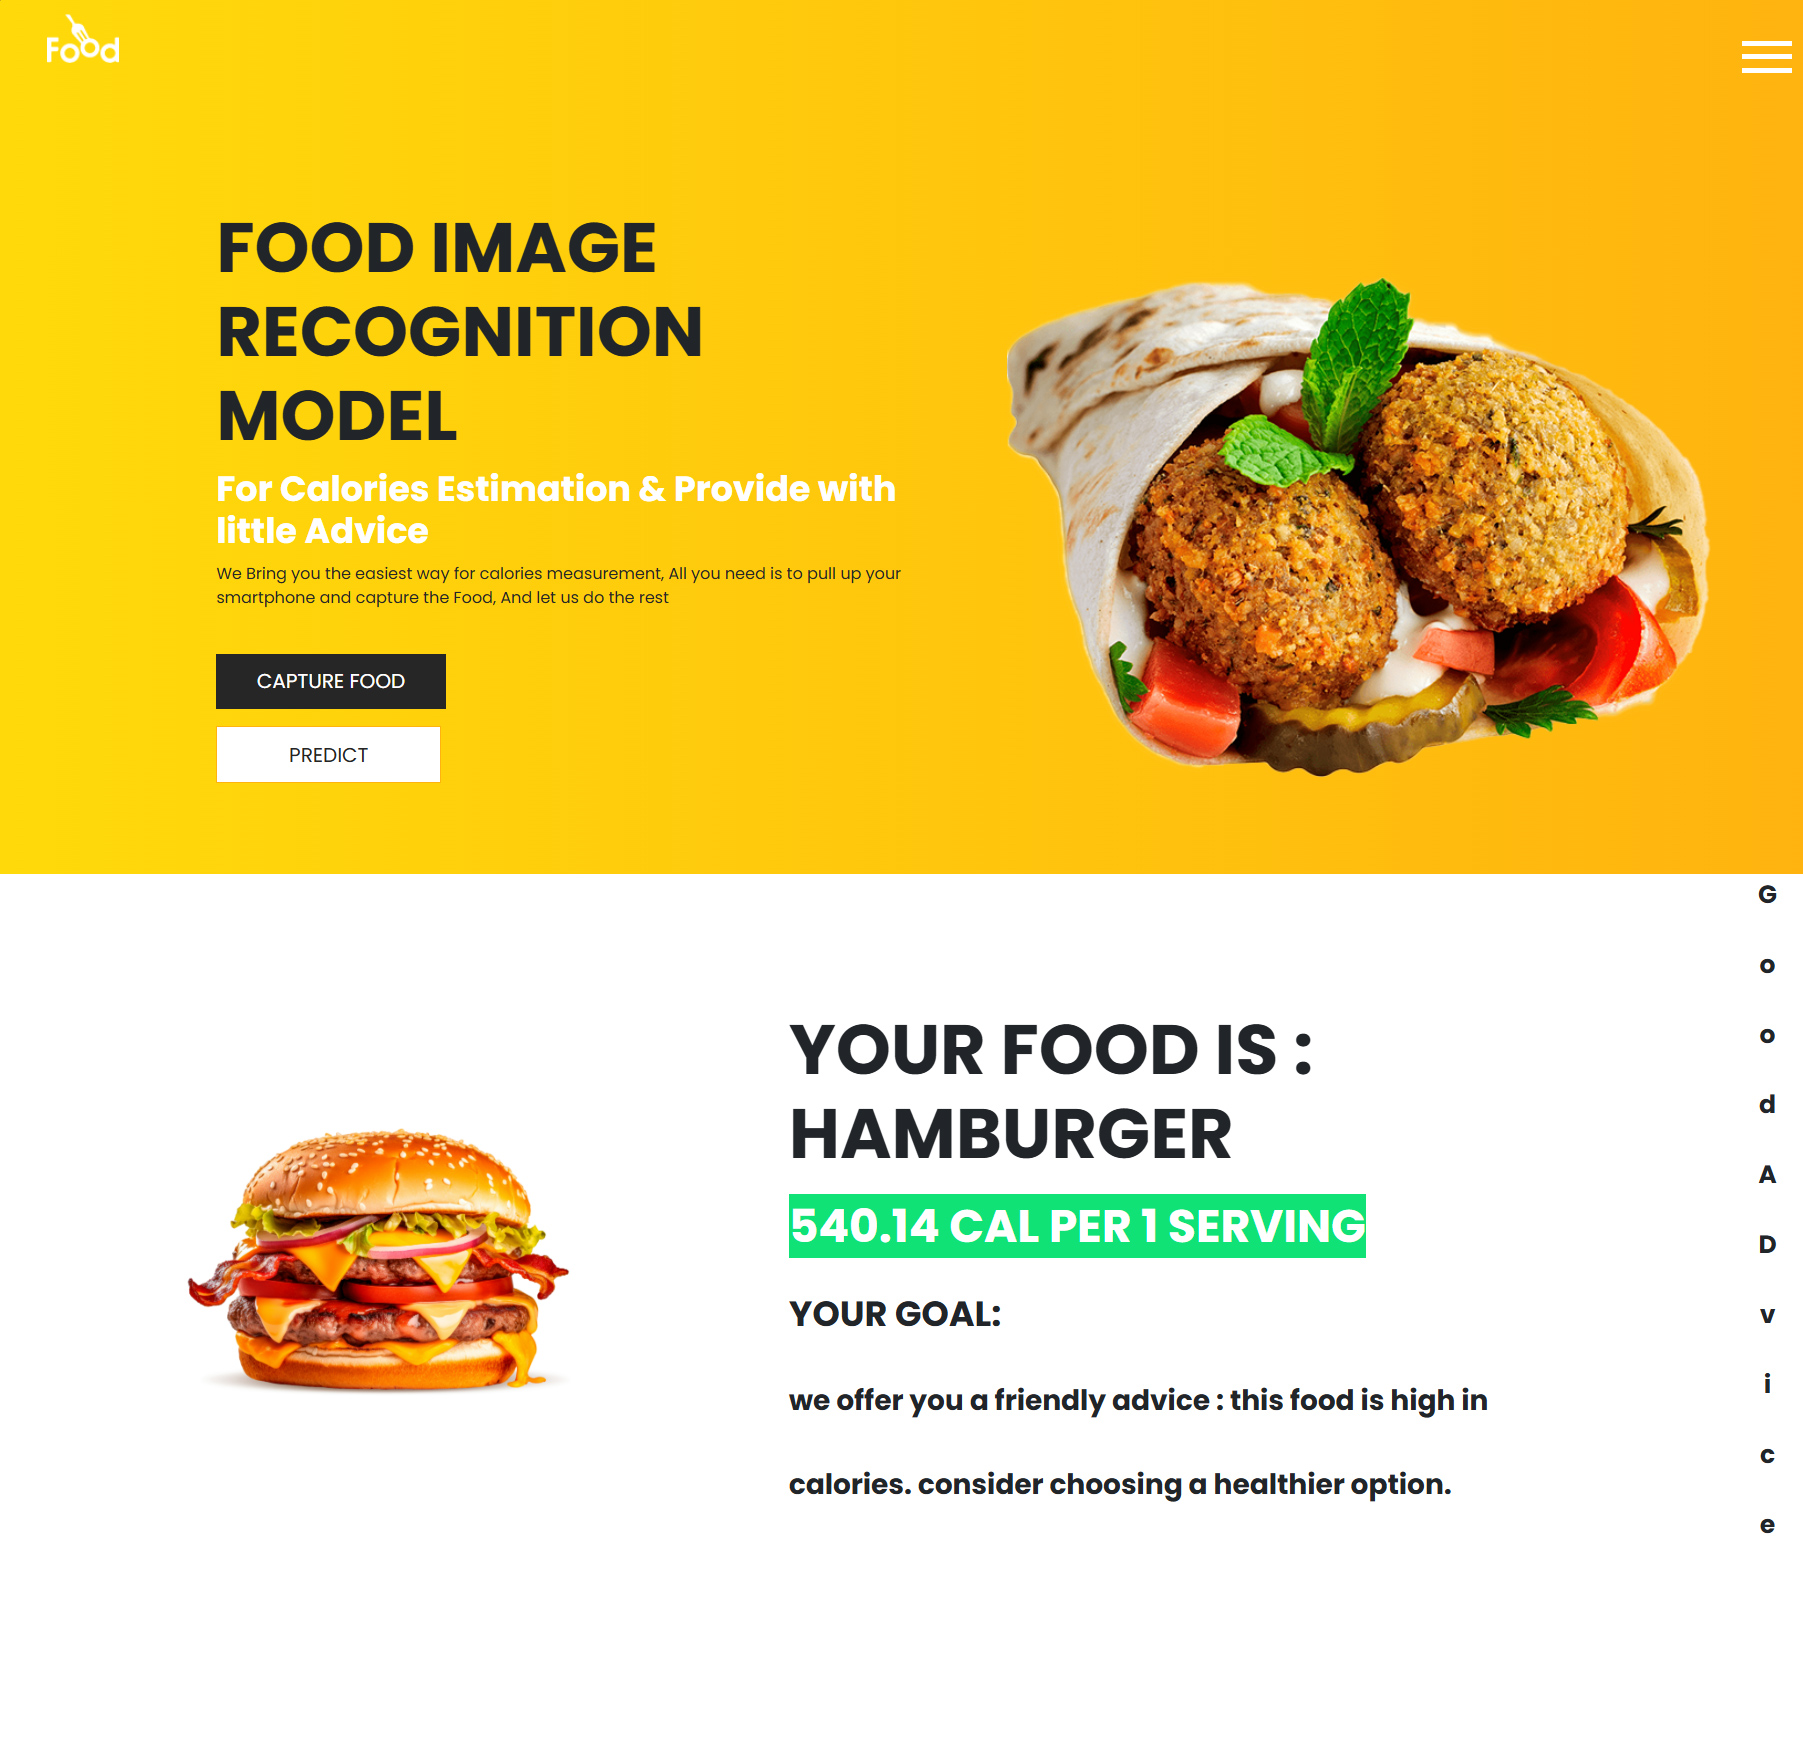 Food
FOOD IMAGE
RECOGNITION
MODEL
For Calories Estimation & Provide with
little Advice
We Bring you the easiest way for calories measurement, All you need is to pull up your
smartphone and capture the Food, And let us do the rest
CAPTURE FOOD
PREDICT
YOUR FOOD IS :
HAMBURGER
540.14 CAL PER 1 SERVING
YOUR GOAL:
we offer you a friendly advice : this food is high in
calories. consider choosing a healthier option.
G
o
o
d
A
D
v
i
c
e